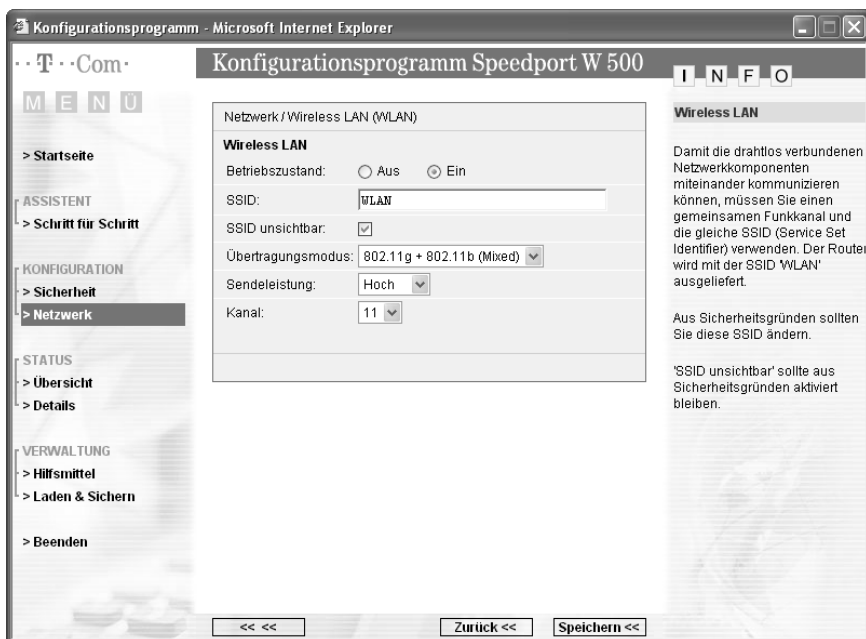 Konfigurationsprogramm - Microsoft Internet Explorer
· · T · · Com ·
Konfigurationsprogramm Speedport W 500
INFO
MENÜ
> Startseite
ASSISTENT
> Schritt für Schritt
KONFIGURATION
> Sicherheit
> Netzwerk
STATUS
> Übersicht
> Details
VERWALTUNG
> Hilfsmittel
> Laden & Sichern
> Beenden
Netzwerk / Wireless LAN (WLAN)
Wireless LAN
Betriebszustand: Aus Ein
SSID: WLAN
SSID unsichtbar:
Übertragungsmodus: 802.11g + 802.11b (Mixed)
Sendeleistung: Hoch
Kanal: 11
<< <<
Zurück <<
Speichern <<
Wireless LAN
Damit die drahtlos verbundenen
Netzwerkkomponenten
miteinander kommunizieren
können, müssen Sie einen
gemeinsamen Funkkanal und
die gleiche SSID (Service Set
Identifier) verwenden. Der Router
wird mit der SSID 'WLAN'
ausgeliefert.
Aus Sicherheitsgründen sollten
Sie diese SSID ändern.
'SSID unsichtbar' sollte aus
Sicherheitsgründen aktiviert
bleiben.